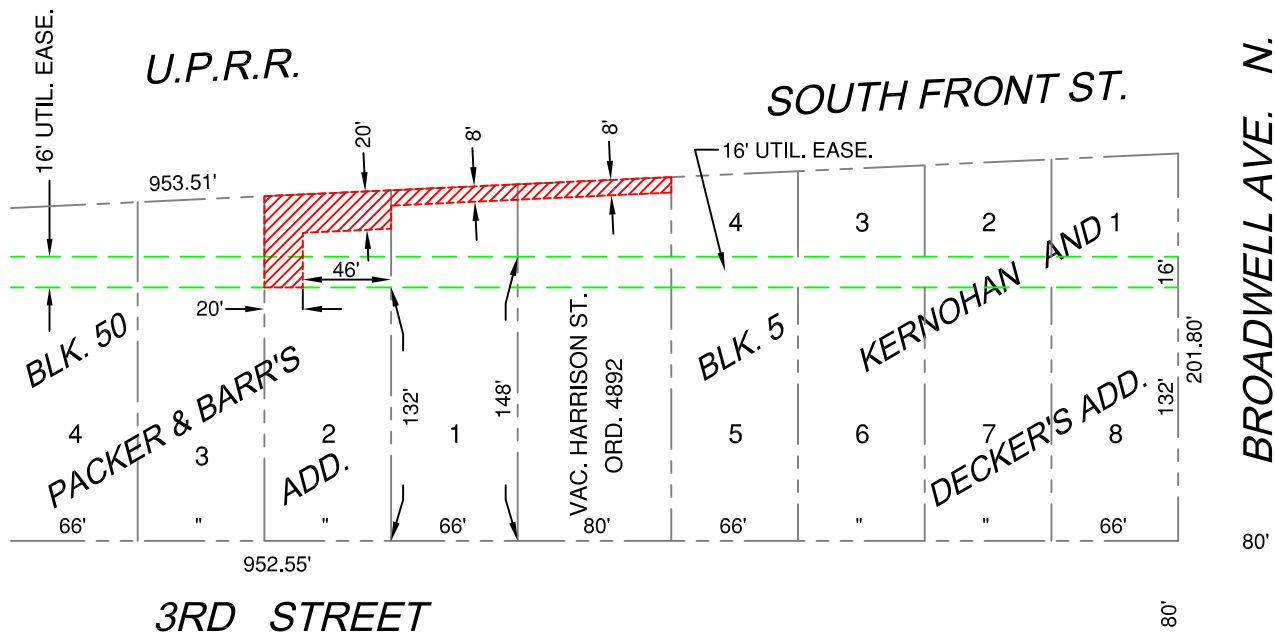 16' UTIL. EASE.
U.P.R.R.
SOUTH FRONT ST.
BROADWELL AVE. N.
953.51'
20'
8'
8'
16' UTIL. EASE.
4
3
2
1
46'
20'
16'
BLK. 50
PACKER & BARR'S
ADD.
BLK. 5
KERNOHAN AND
DECKER'S ADD.
VAC. HARRISON ST.
ORD. 4892
132'
148'
132'
201.80'
4
3
2
1
5
6
7
8
66'
"
"
66'
80'
66'
"
"
66'
80'
952.55'
3RD STREET
80'